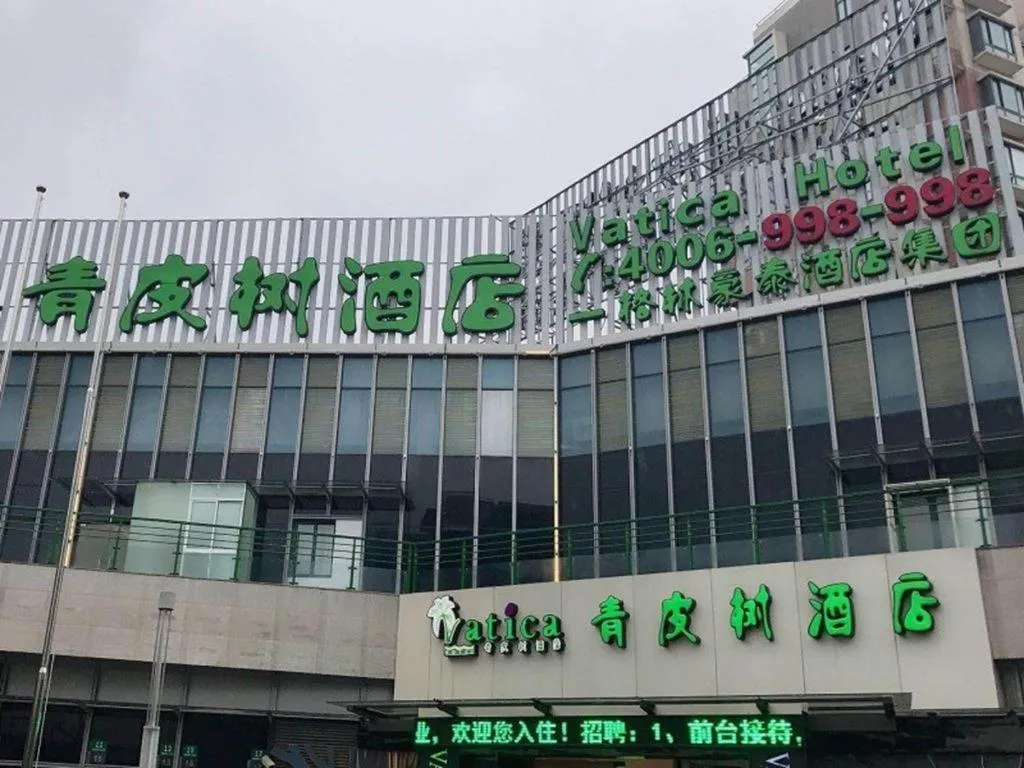 青皮树酒店
Vatica Hotel
:4006-998-998
一格林豪泰酒店集团
Vatica
青皮树酒店
业，欢迎您入住！招聘：1、前台接待，